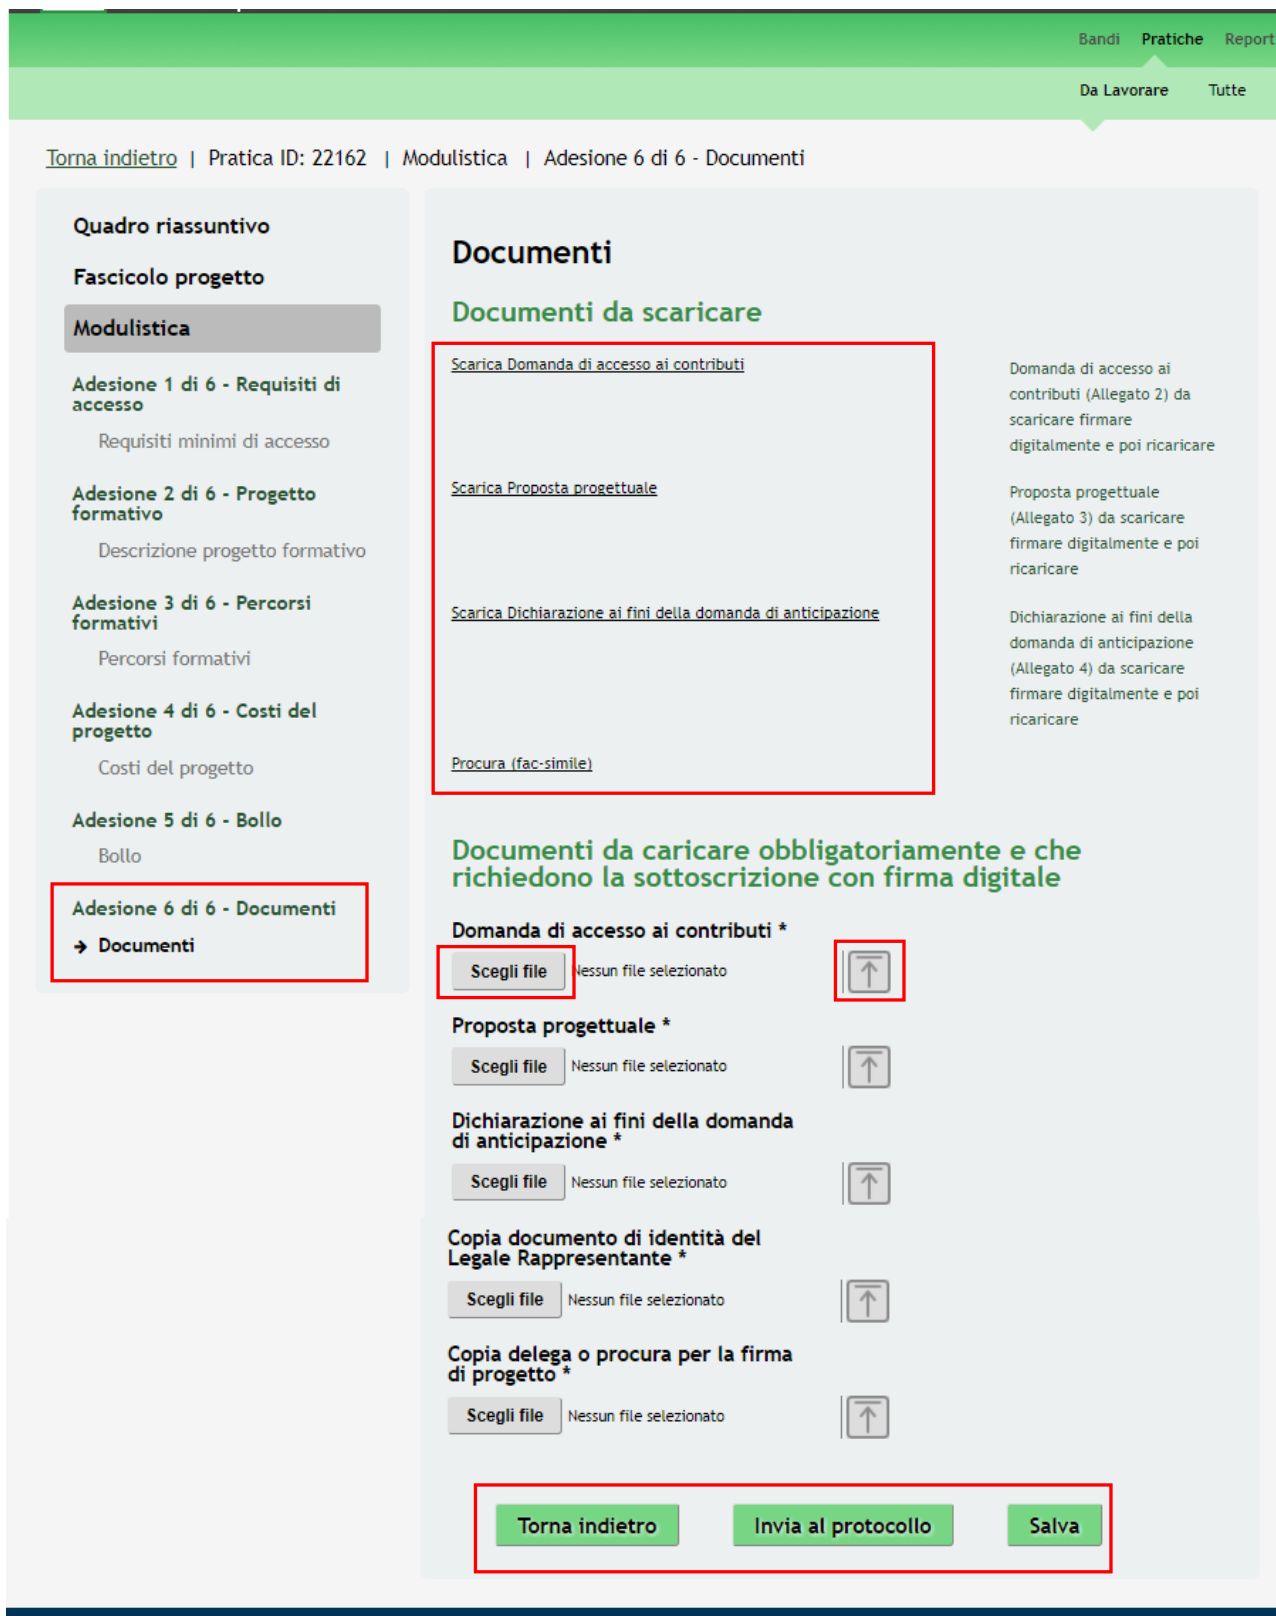 Bandi Pratiche Report
Da Lavorare Tutte
Torna indietro | Pratica ID: 22162 | Modulistica | Adesione 6 di 6 - Documenti
Quadro riassuntivo
Fascicolo progetto
Modulistica
Adesione 1 di 6 - Requisiti di
accesso
Requisiti minimi di accesso
Adesione 2 di 6 - Progetto
formativo
Descrizione progetto formativo
Adesione 3 di 6 - Percorsi
formativi
Percorsi formativi
Adesione 4 di 6 - Costi del
progetto
Costi del progetto
Adesione 5 di 6 - Bollo
Bollo
Adesione 6 di 6 - Documenti
→ Documenti
Documenti
Documenti da scaricare
Scarica Domanda di accesso ai contributi
Domanda di accesso ai
contributi (Allegato 2) da
scaricare firmare
digitalmente e poi ricaricare
Scarica Proposta progettuale
Proposta progettuale
(Allegato 3) da scaricare
firmare digitalmente e poi
ricaricare
Scarica Dichiarazione ai fini della domanda di anticipazione
Dichiarazione ai fini della
domanda di anticipazione
(Allegato 4) da scaricare
firmare digitalmente e poi
ricaricare
Procura (fac-simile)
Documenti da caricare obbligatoriamente e che
richiedono la sottoscrizione con firma digitale
Domanda di accesso ai contributi *
Scegli file Nessun file selezionato
Proposta progettuale *
Scegli file Nessun file selezionato
Dichiarazione ai fini della domanda
di anticipazione *
Scegli file Nessun file selezionato
Copia documento di identità del
Legale Rappresentante *
Scegli file Nessun file selezionato
Copia delega o procura per la firma
di progetto *
Scegli file Nessun file selezionato
Torna indietro Invia al protocollo Salva